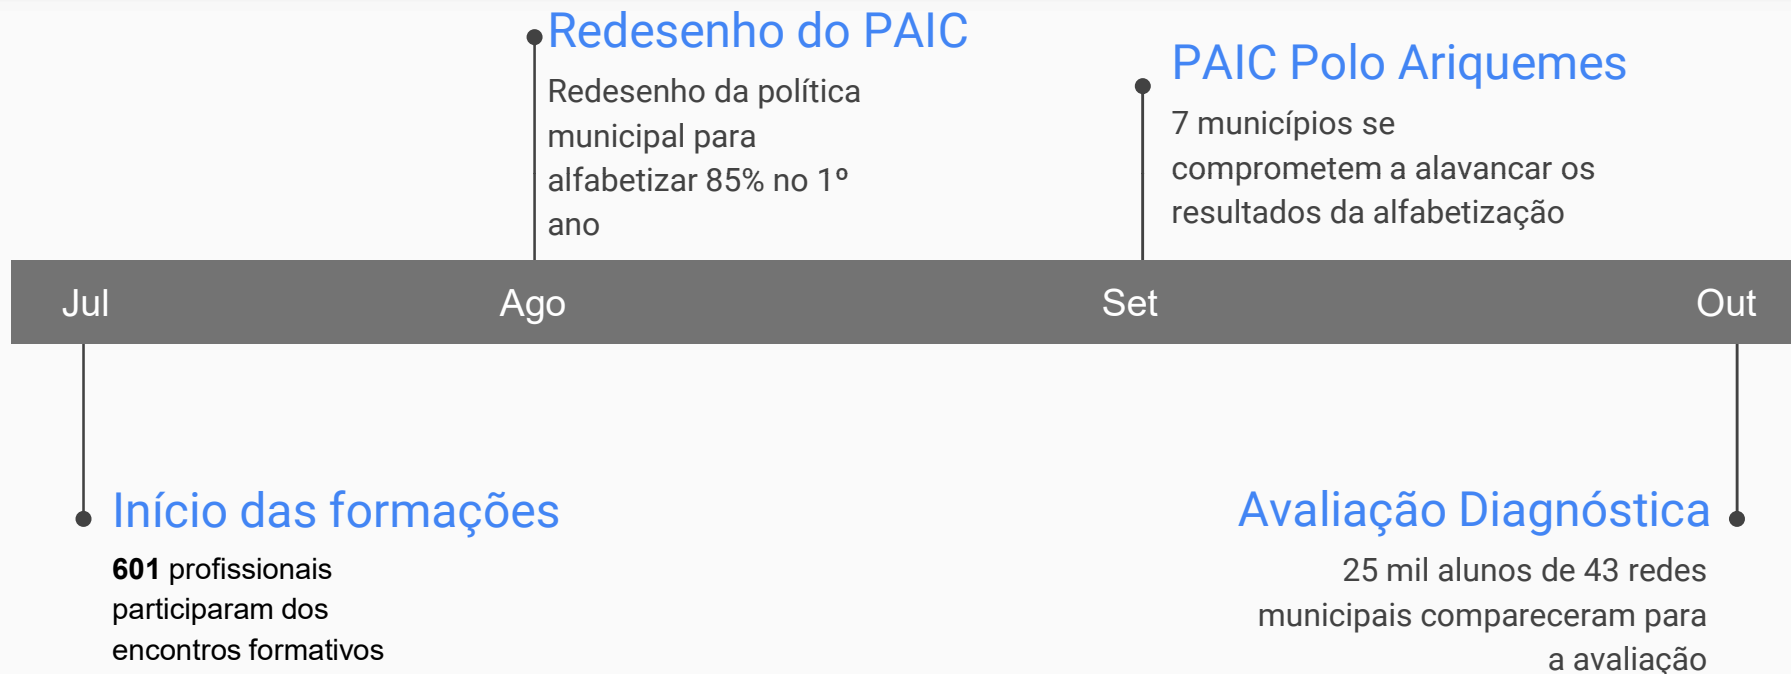 Redesenho do PAIC
Redesenho da política
municipal para
alfabetizar 85% no 1º
ano
PAIC Polo Ariquemes
7 municípios se
comprometem a alavancar os
resultados da alfabetização
Jul
Ago
Set
Out
Início das formações
601 profissionais
participaram dos
encontros formativos
Avaliação Diagnóstica
25 mil alunos de 43 redes
municipais compareceram para
a avaliação